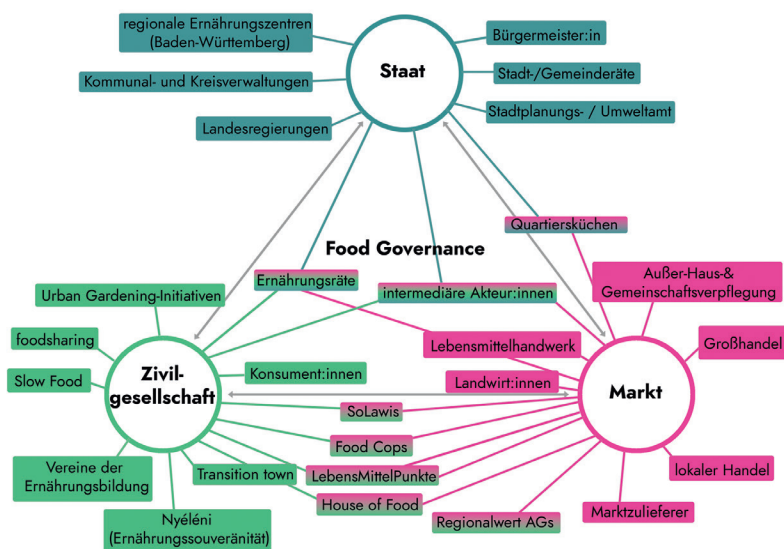 regionale Ernährungszentren
(Baden-Württemberg)
Bürgermeister:in
Staat
Kommunal- und Kreisverwaltungen
Stadt-/Gemeinderäte
Landesregierungen
Stadtplanungs- / Umweltamt
Quartiersküchen
Food Governance
Ernährungsräte
intermediäre Akteur:innen
Außer-Haus-&
Gemeinschaftsverpflegung
Urban Gardening-Initiativen
foodsharing
Lebensmittelhandwerk
Großhandel
Slow Food
Zivil-
gesellschaft
Konsument:innen
Landwirt:innen
Markt
SoLawis
Food Cops
Vereine der
Ernährungsbildung
Transition town
LebensMittelPunkte
lokaler Handel
House of Food
Regionalwert AGs
Marktzulieferer
Nyéléni
(Ernährungssouveränität)